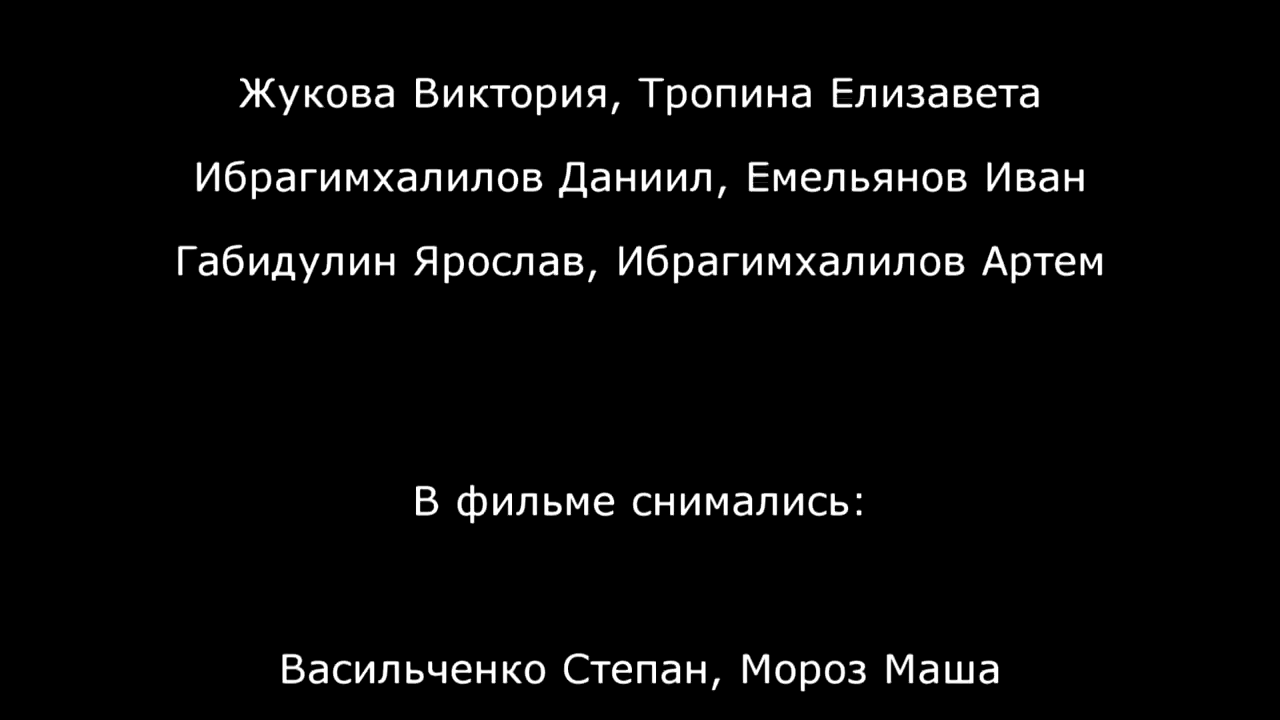 Жукова Виктория, Тропина Елизавета
Ибрагимхалилов Даниил, Емельянов Иван
Габидулин Ярослав, Ибрагимхалилов Артем
В фильме снимались:
Васильченко Степан, Мороз Маша